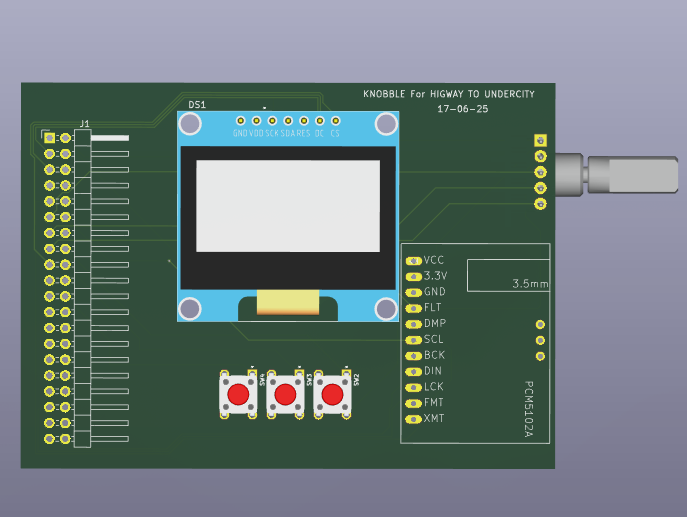 KNOBBLE For HIGWAY TO UNDERCITY
17-06-25
DS1
J1
GND VDD SCK SDA RES DC CS
VCC
3.3V
GND
FLT
DMP
SCL
BCK
DIN
LCK
FMT
XMT
3.5mm
PCM5102A
SW4
SW3
SW2